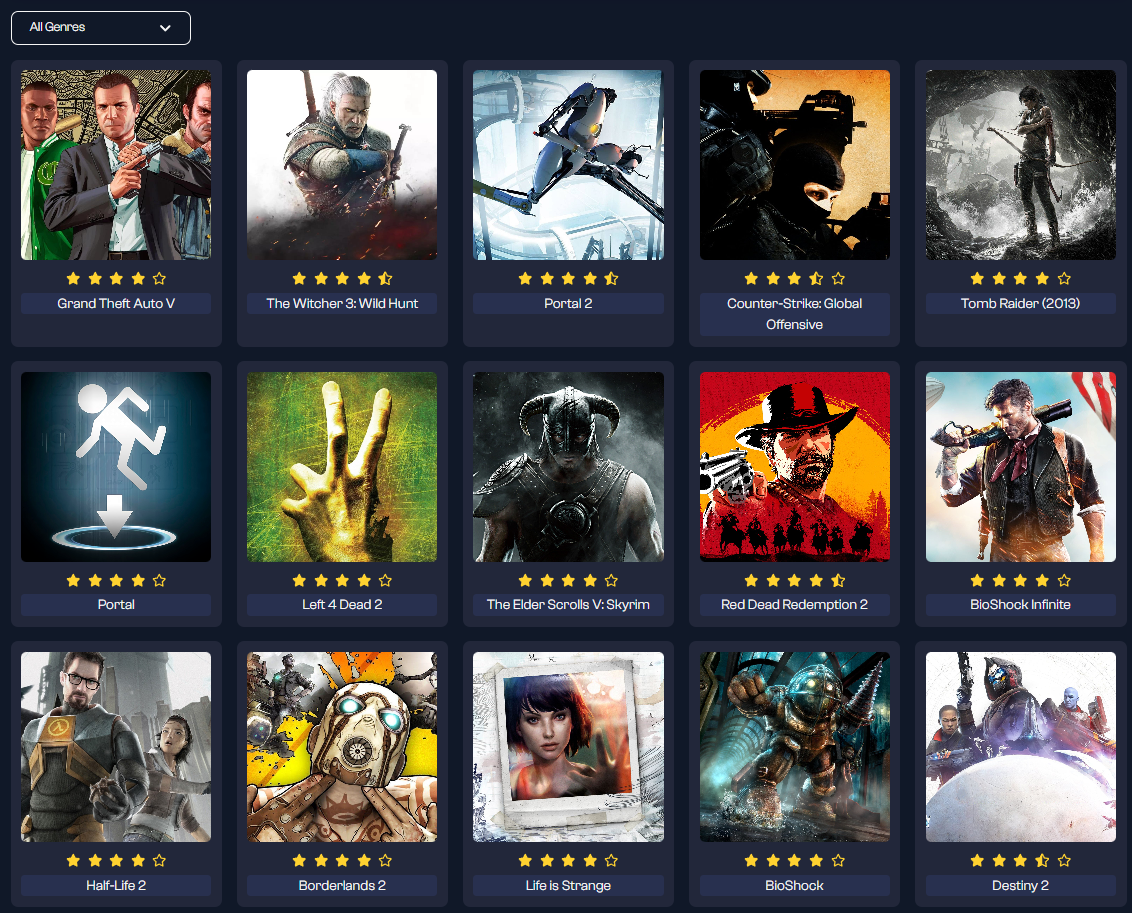 All Genres
Grand Theft Auto V
The Witcher 3: Wild Hunt
Portal 2
Counter-Strike: Global
Offensive
Tomb Raider (2013)
Portal
Left 4 Dead 2
The Elder Scrolls V: Skyrim
Red Dead Redemption 2
BioShock Infinite
Half-Life 2
Borderlands 2
Life is Strange
BioShock
Destiny 2